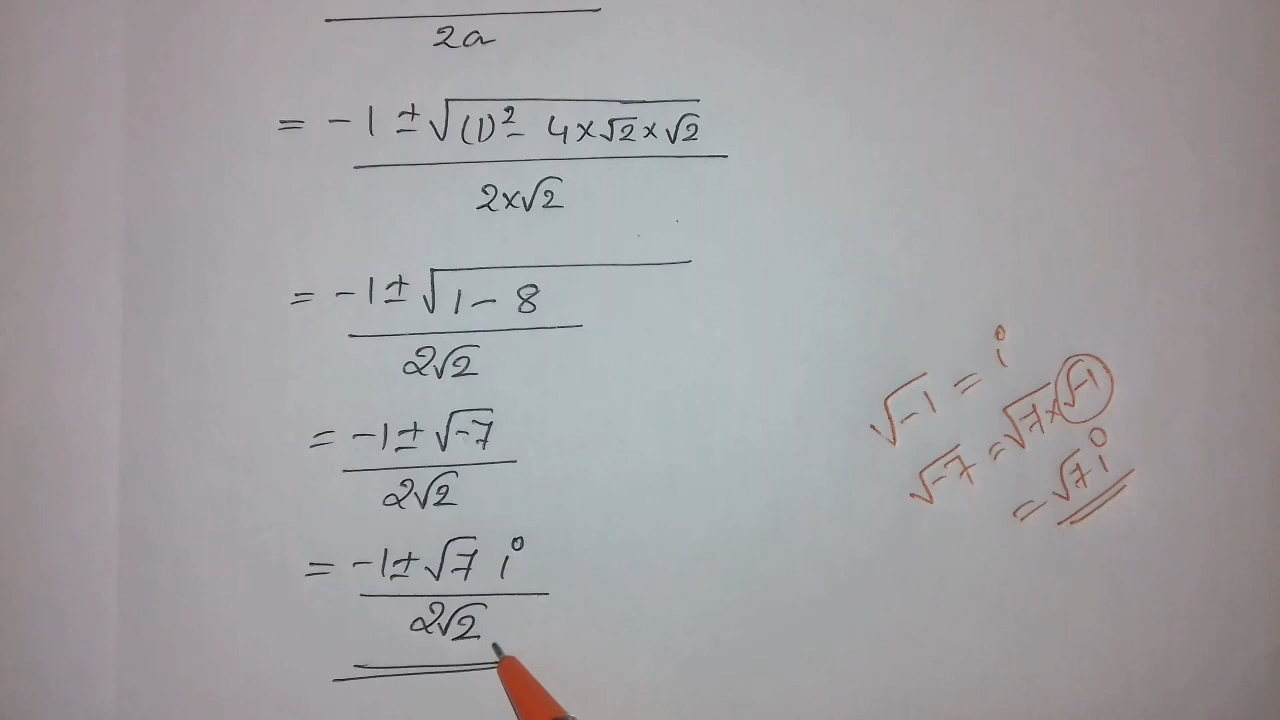 2a
= -1 ± √(1)² - 4×√2×√2
2×√2
= -1 ± √1 - 8
2√2
= -1 ± √-7
2√2
= -1 ± √7 i
2√2
√-1 = i
√-7 = √7×√-1
= √7 i